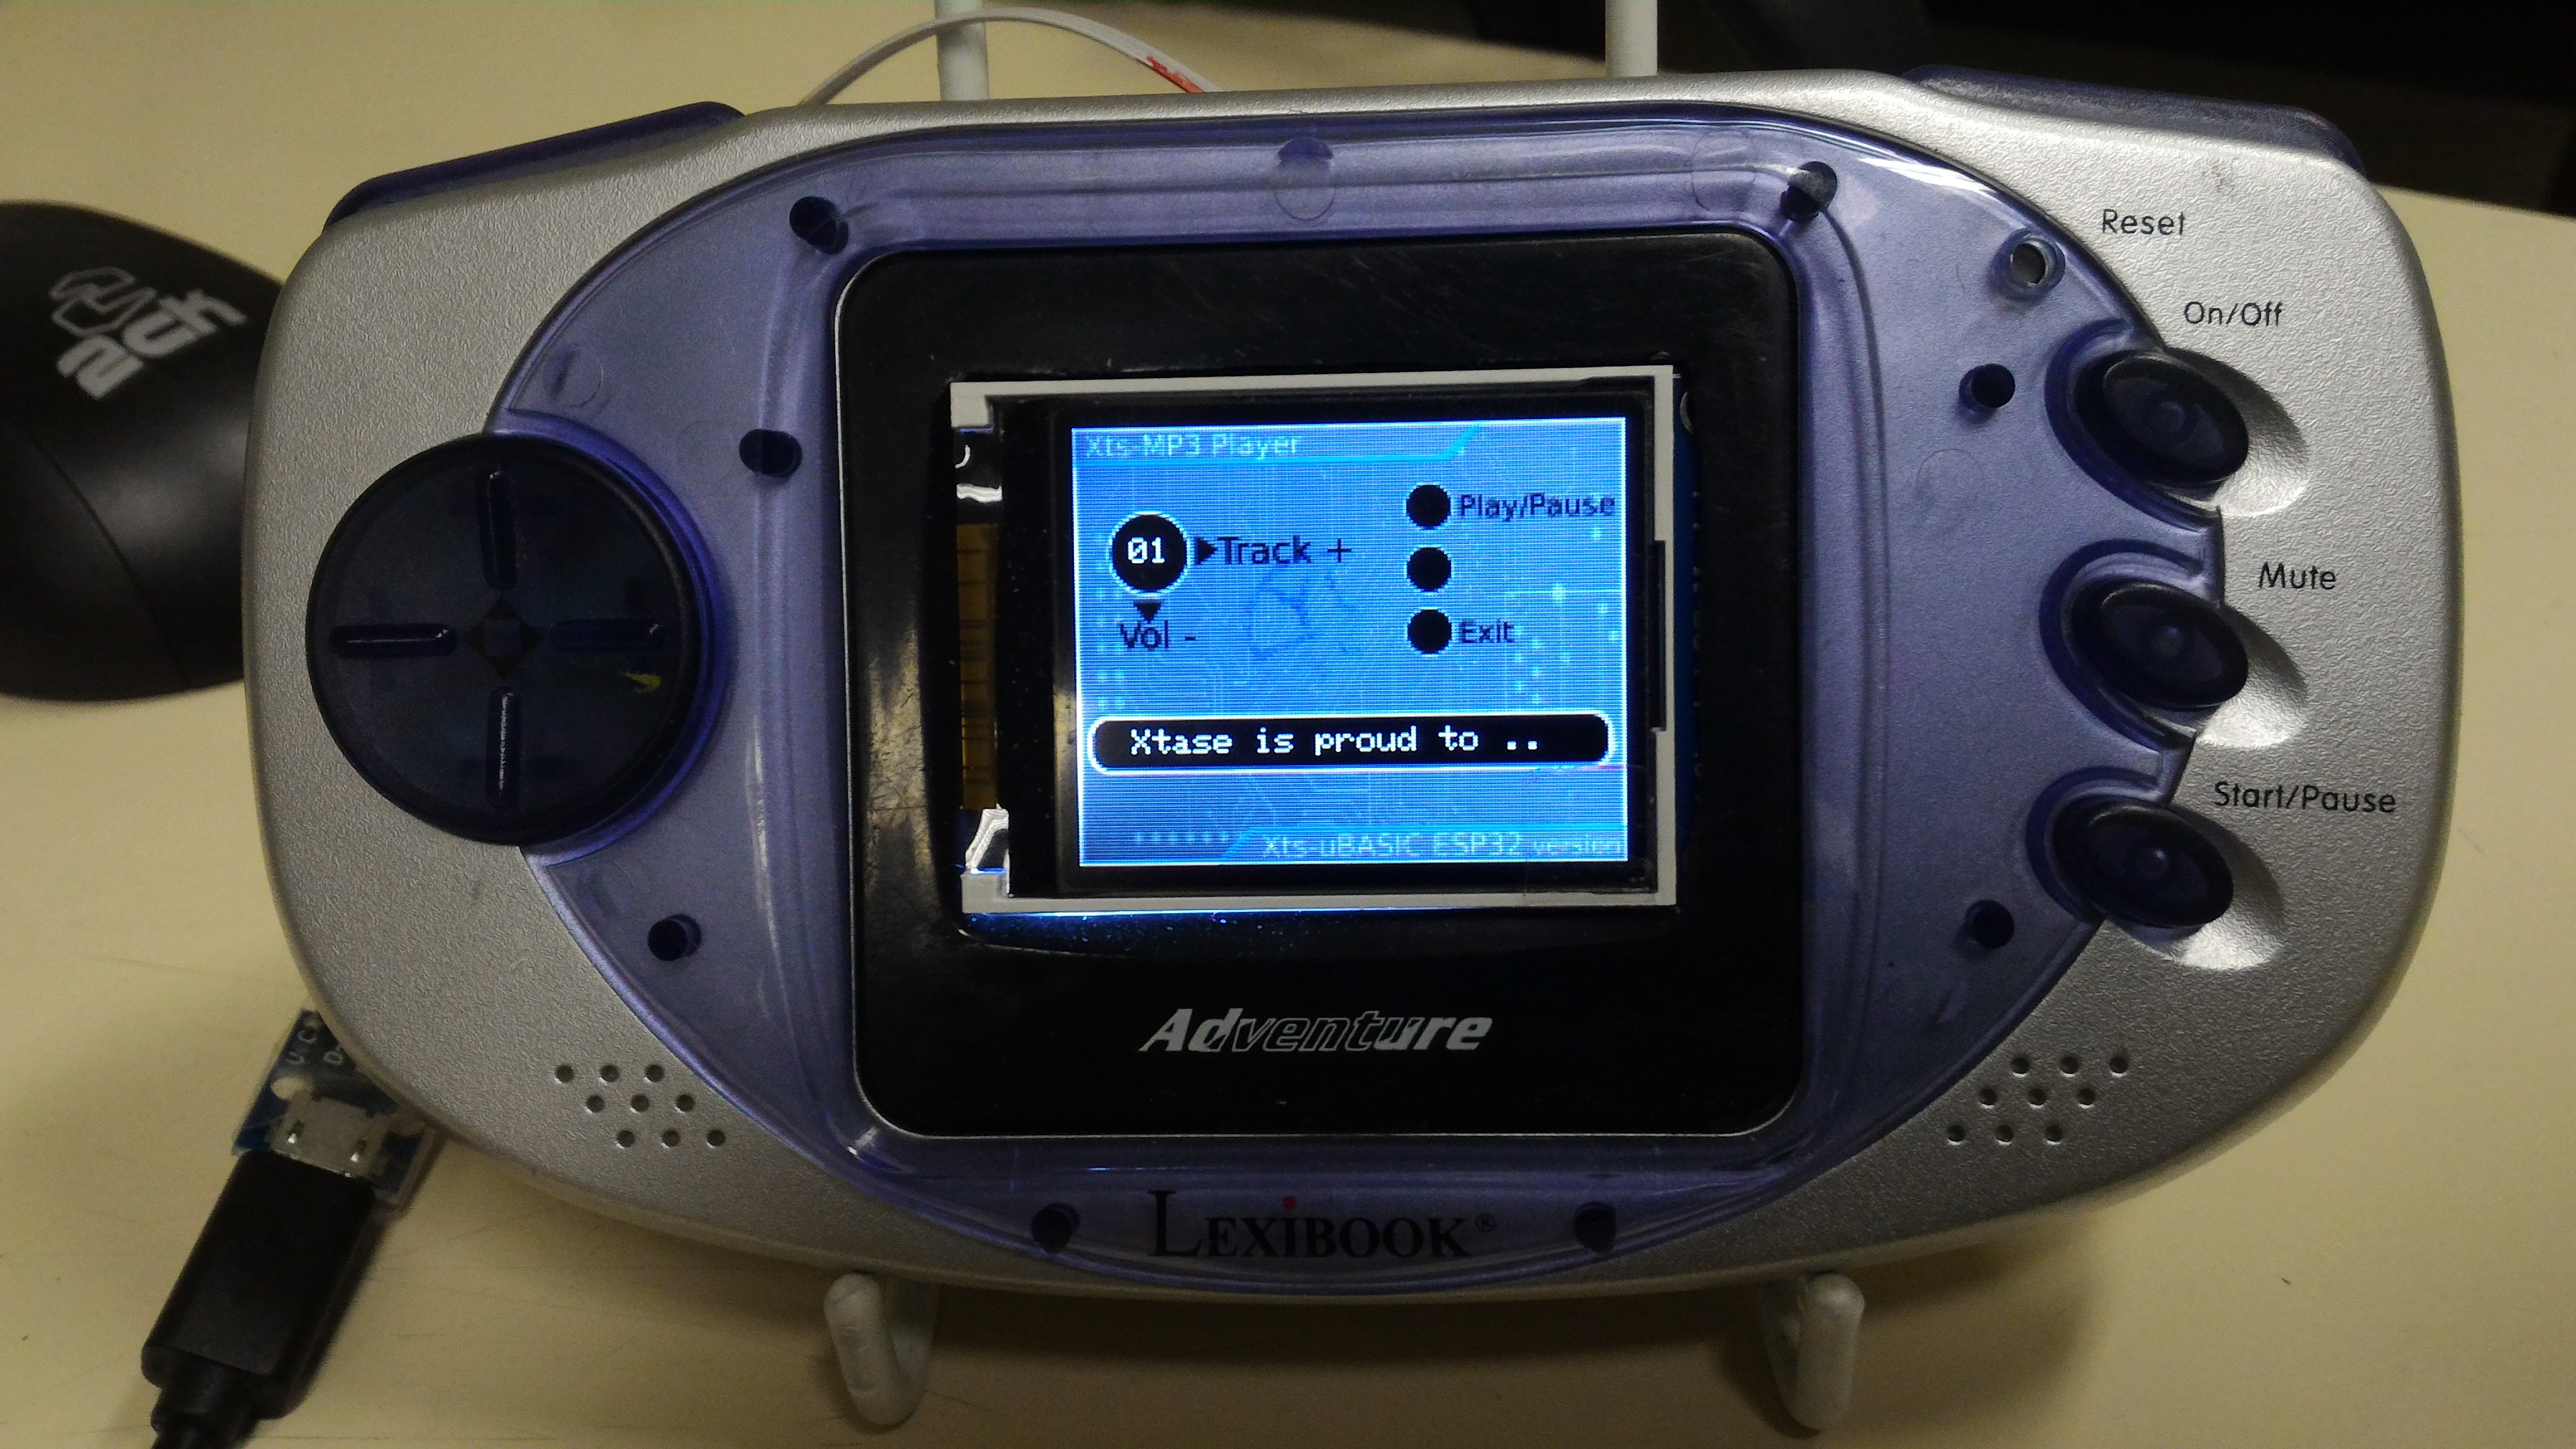 Reset
On/Off
Mute
Start/Pause
Xts-MP3 Player
Play/Pause
01 Track +
Vol -
Exit
Xtase is proud to ..
Xts-uBASIC ESP32 version
Adventure
LEXIBOOK®